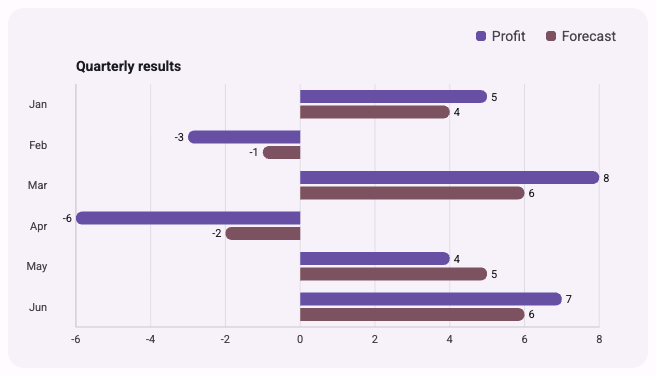 Profit Forecast
Quarterly results
Jan 5
4
Feb -3
-1
Mar 8
6
Apr -6
-2
May 4
5
Jun 7
6
-6 -4 -2 0 2 4 6 8